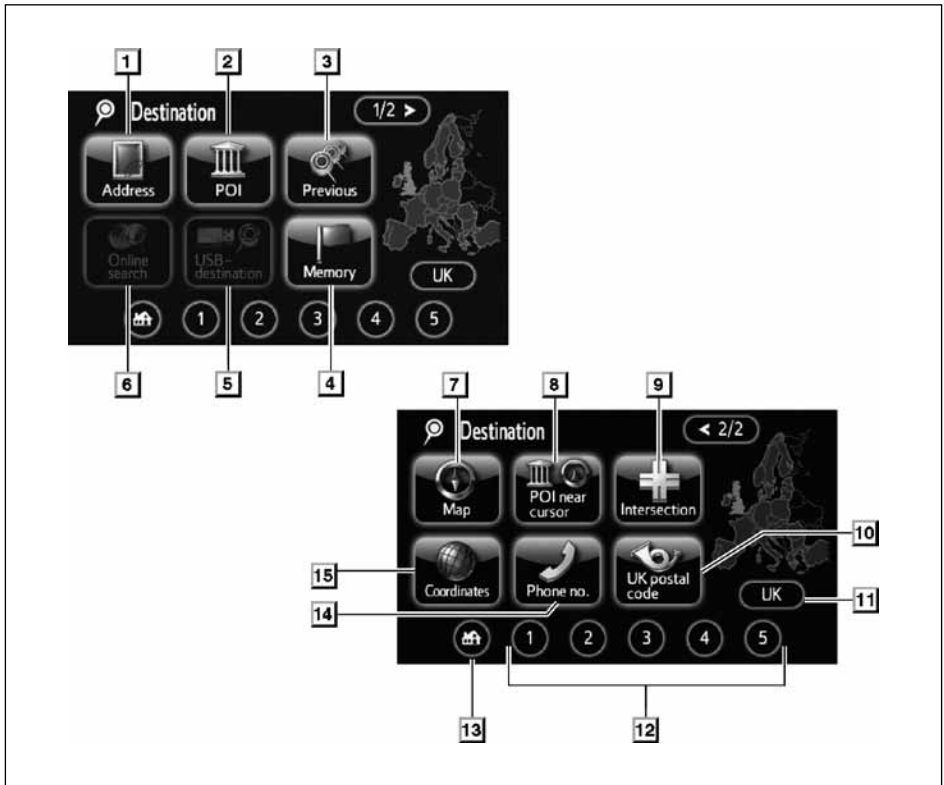 1 2 3
Destination 1/2 >
Address POI Previous
Online search USB-destination Memory
UK
1 2 3 4 5
6 5 4
7 8 9
Destination < 2/2
Map POI near cursor Intersection
10
15 Coordinates Phone no. UK postal code
14 UK 11
1 2 3 4 5
13 12